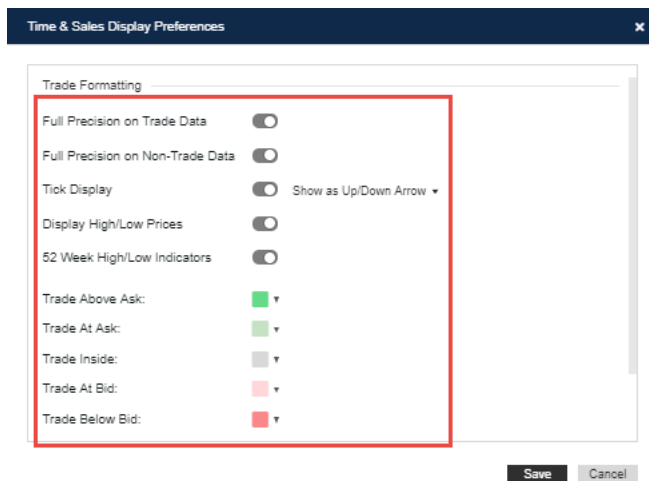 Time & Sales Display Preferences
Trade Formatting
Full Precision on Trade Data
Full Precision on Non-Trade Data
Tick Display Show as Up/Down Arrow
Display High/Low Prices
52 Week High/Low Indicators
Trade Above Ask:
Trade At Ask:
Trade Inside:
Trade At Bid:
Trade Below Bid:
Save Cancel